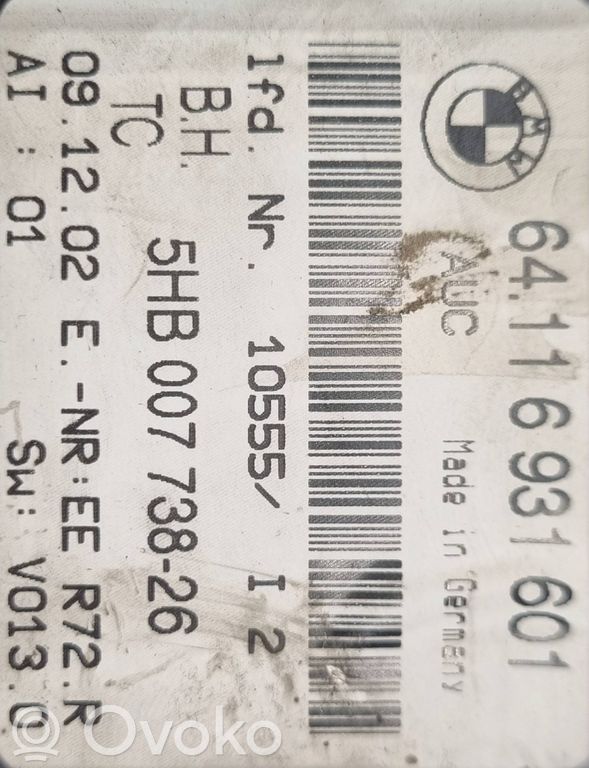 BMW
64.11 6 931 601
AUC Made in Germany
lfd. Nr. 10555/ I 2
B.H.
5HB 007 738-26
TC
09.12.02 E.-NR:EE R72.R
AI : 01 Sw: V013.0
Ovoko